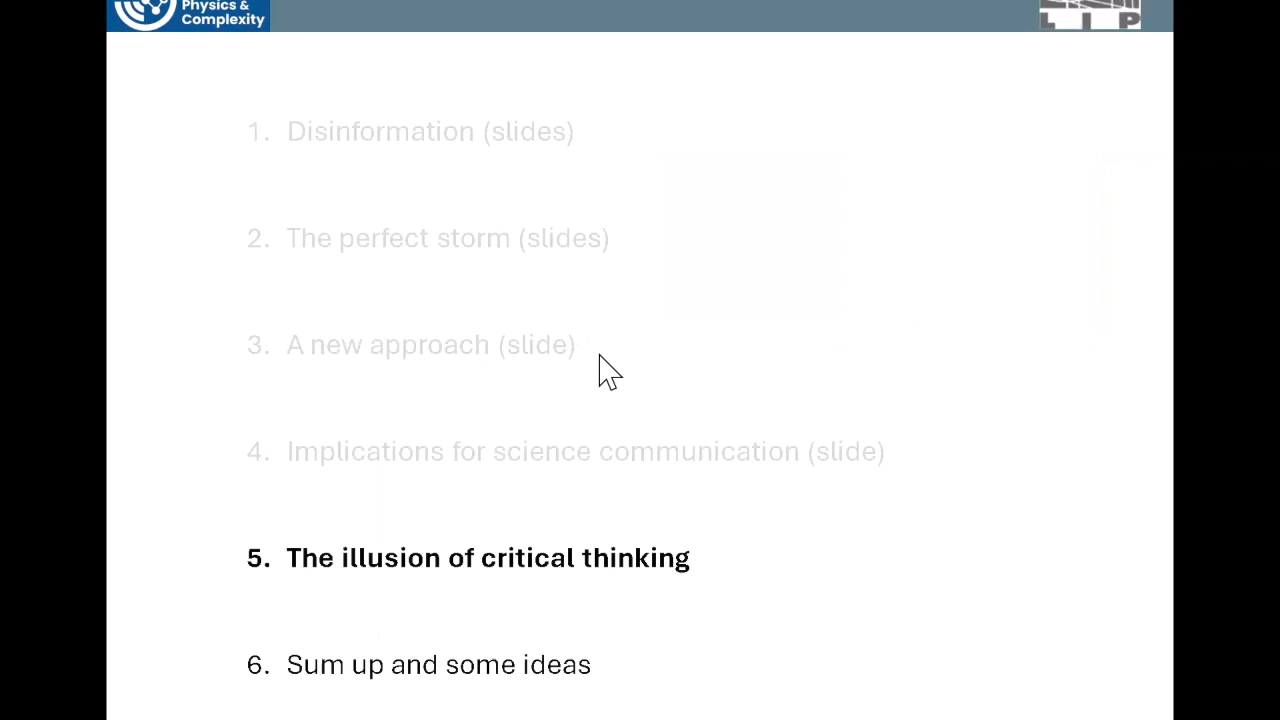 Physics &
Complexity
LIP
1. Disinformation (slides)
2. The perfect storm (slides)
3. A new approach (slide)
4. Implications for science communication (slide)
5. The illusion of critical thinking
6. Sum up and some ideas